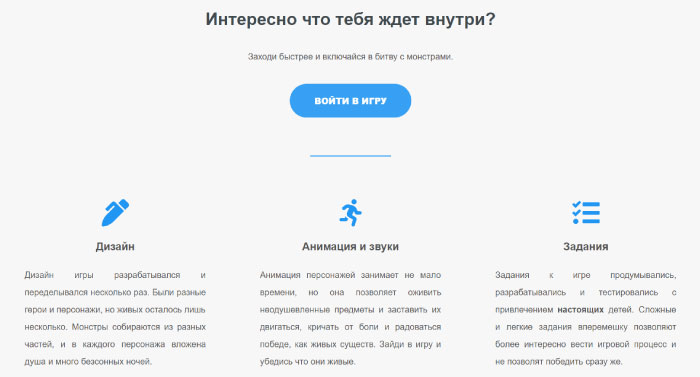 Интересно что тебя ждет внутри?
Заходи быстрее и включайся в битву с монстрами.
ВОЙТИ В ИГРУ
Дизайн
Дизайн игры разрабатывался и
переделывался несколько раз. Были разные
герои и персонажи, но живых осталось лишь
несколько. Монстры собираются из разных
частей, и в каждого персонажа вложена
душа и много безсонных ночей.
Анимация и звуки
Анимация персонажей занимает не мало
времени, но она позволяет оживить
неодушевленные предметы и заставить их
двигаться, кричать от боли и радоваться
победе, как живых существ. Зайди в игру и
убедись что они живые.
Задания
Задания к игре продумывались,
разрабатывались и тестировались с
привлечением настоящих детей. Сложные
и легкие задания вперемешку позволяют
более интересно вести игровой процесс и
не позволят победить сразу же.